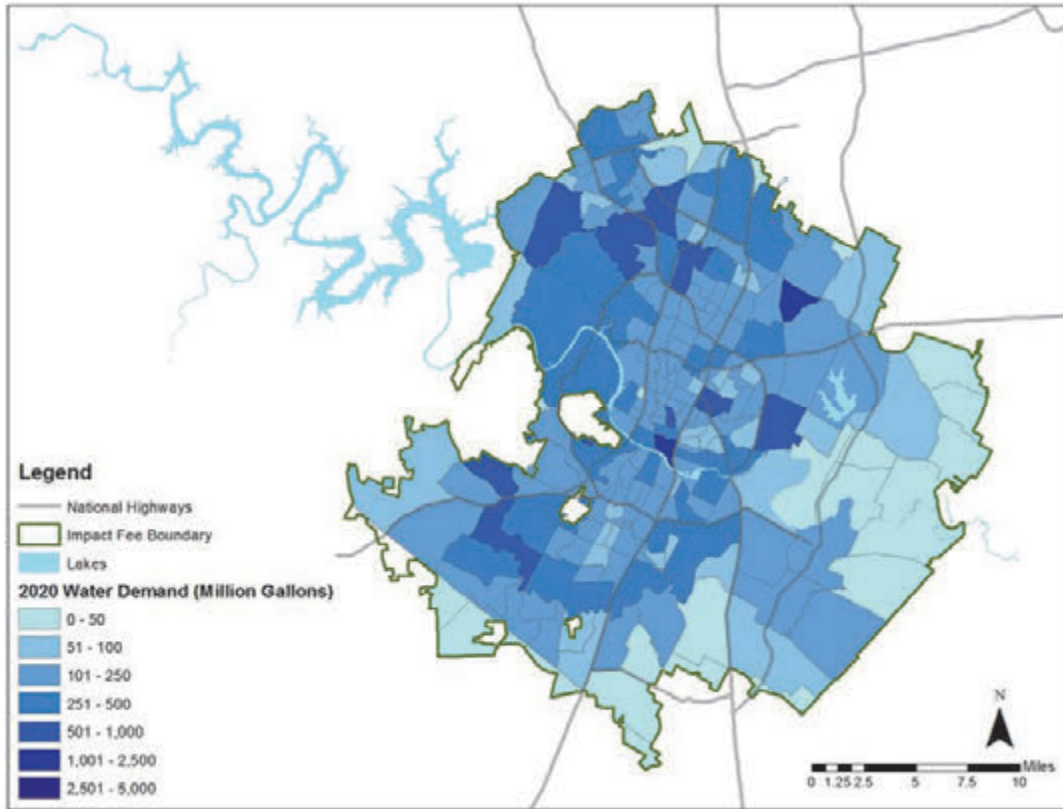 Legend
National Highways
Impact Fee Boundary
Lakes
2020 Water Demand (Million Gallons)
0 - 50
51 - 100
101 - 250
251 - 500
501 - 1,000
1,001 - 2,500
2,501 - 5,000
N
Miles
0 1.25 2.5 5 7.5 10